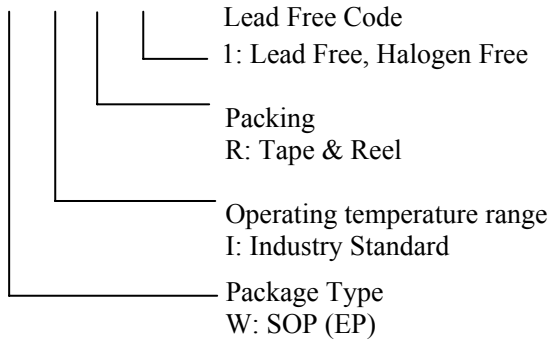 Lead Free Code
1: Lead Free, Halogen Free
Packing
R: Tape & Reel
Operating temperature range
I: Industry Standard
Package Type
W: SOP (EP)